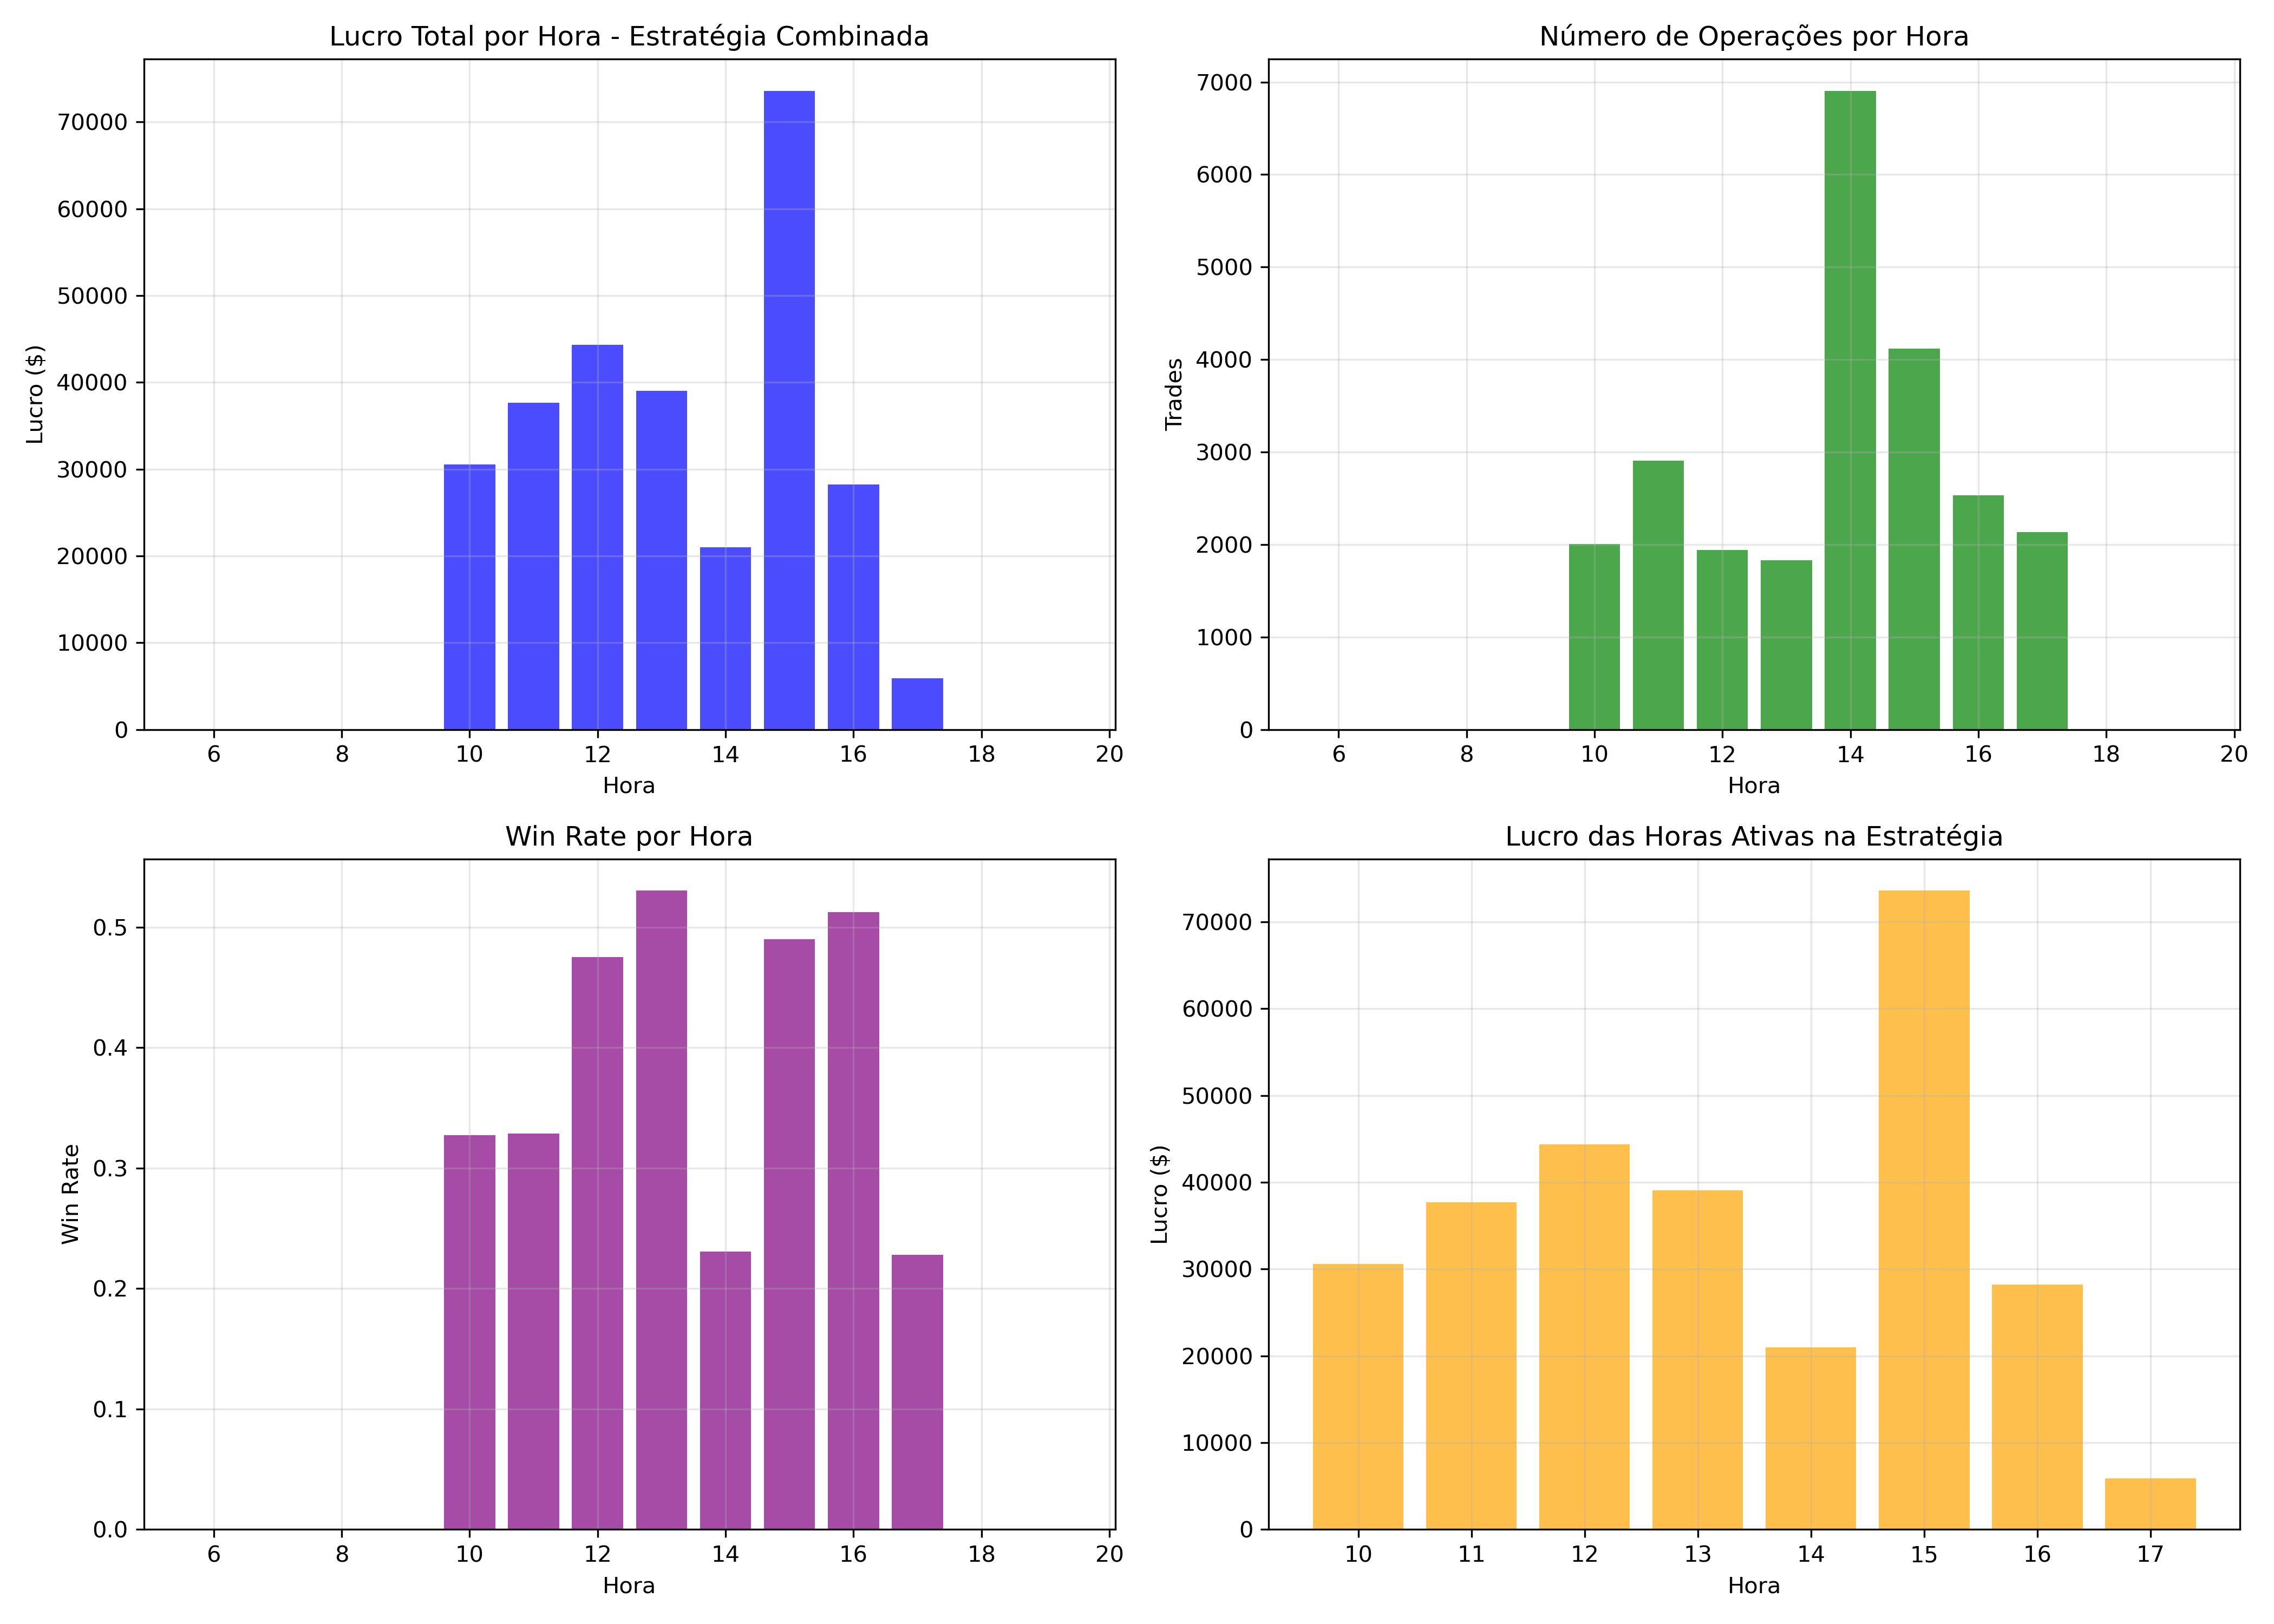 Lucro Total por Hora - Estratégia Combinada
Lucro ($)
70000
60000
50000
40000
30000
20000
10000
0
6 8 10 12 14 16 18 20
Hora
Número de Operações por Hora
Trades
7000
6000
5000
4000
3000
2000
1000
0
6 8 10 12 14 16 18 20
Hora
Win Rate por Hora
Win Rate
0.5
0.4
0.3
0.2
0.1
0.0
6 8 10 12 14 16 18 20
Hora
Lucro das Horas Ativas na Estratégia
Lucro ($)
70000
60000
50000
40000
30000
20000
10000
0
10 11 12 13 14 15 16 17
Hora